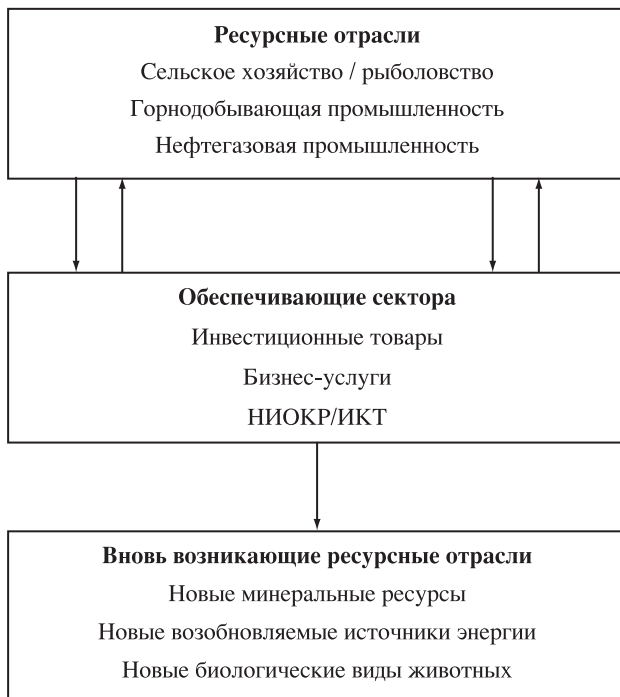 Ресурсные отрасли
Сельское хозяйство / рыболовство
Горнодобывающая промышленность
Нефтегазовая промышленность
Обеспечивающие сектора
Инвестиционные товары
Бизнес-услуги
НИОКР/ИКТ
Вновь возникающие ресурсные отрасли
Новые минеральные ресурсы
Новые возобновляемые источники энергии
Новые биологические виды животных